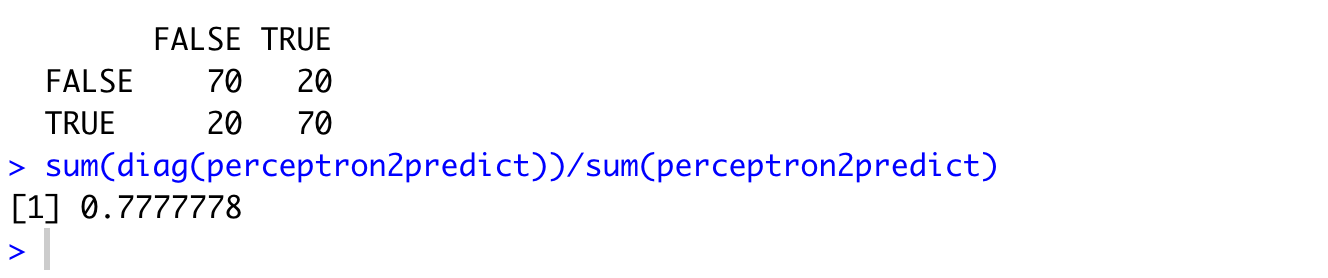 FALSE TRUE
FALSE 70 20
TRUE 20 70
> sum(diag(perceptron2predict))/sum(perceptron2predict)
[1] 0.7777778
>